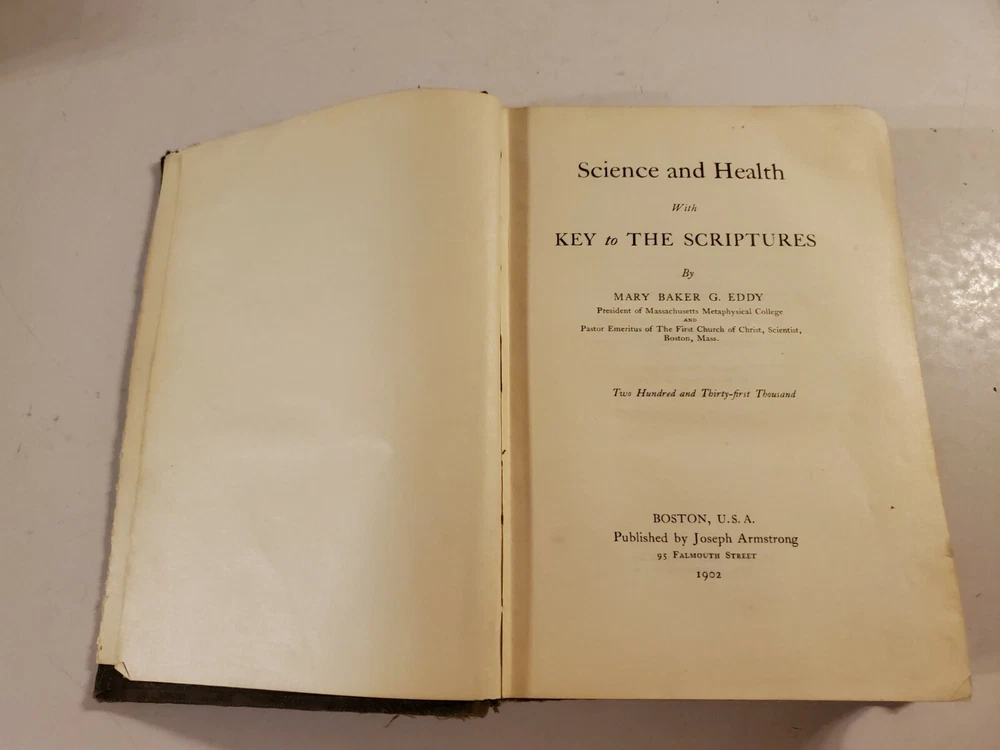 Science and Health
With
KEY to THE SCRIPTURES
By
MARY BAKER G. EDDY
President of Massachusetts Metaphysical College
AND
Pastor Emeritus of The First Church of Christ, Scientist,
Boston, Mass.
Two Hundred and Thirty-first Thousand
BOSTON, U.S.A.
Published by Joseph Armstrong
95 FALMOUTH STREET
1902